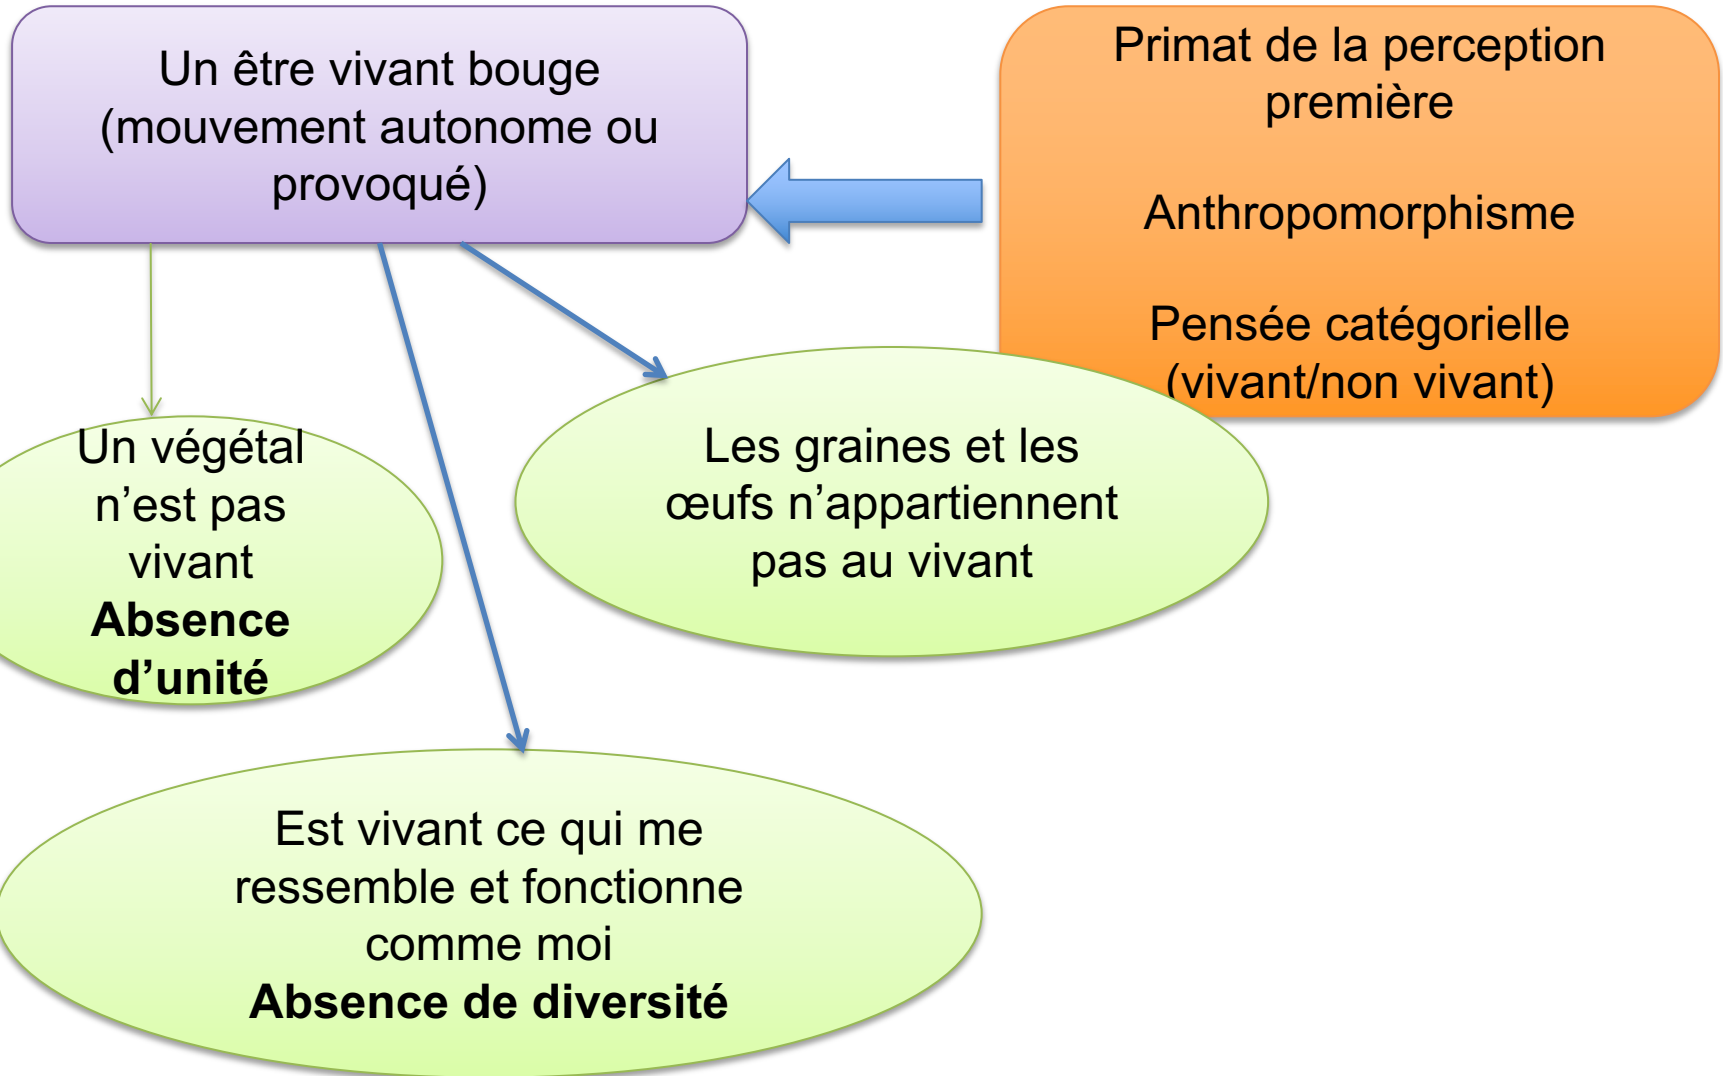 Un être vivant bouge
(mouvement autonome ou
provoqué)
Primat de la perception
première
Anthropomorphisme
Pensée catégorielle
(vivant/non vivant)
Un végétal
n’est pas
vivant
Absence
d’unité
Les graines et les
œufs n’appartiennent
pas au vivant
Est vivant ce qui me
ressemble et fonctionne
comme moi
Absence de diversité